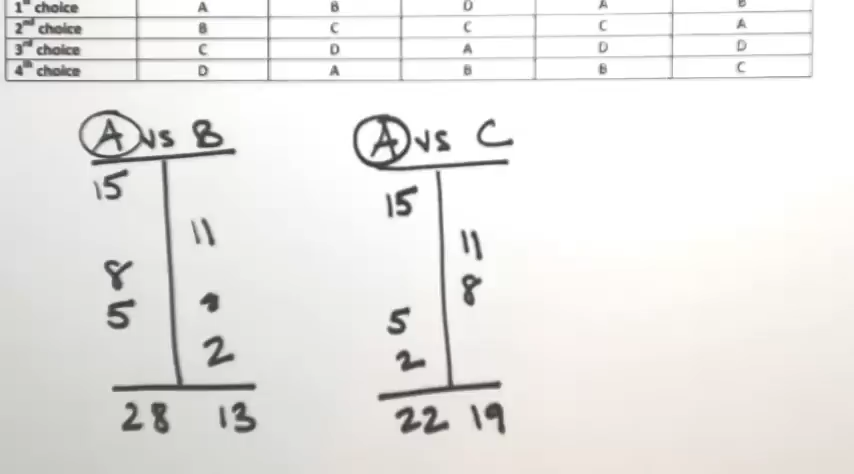 1st choice A B D A B
2nd choice B C C C A
3rd choice C D A D D
4th choice D A B B C
A vs B
15
11
8
5
2
28 13
A vs C
15
11
8
5
2
22 19